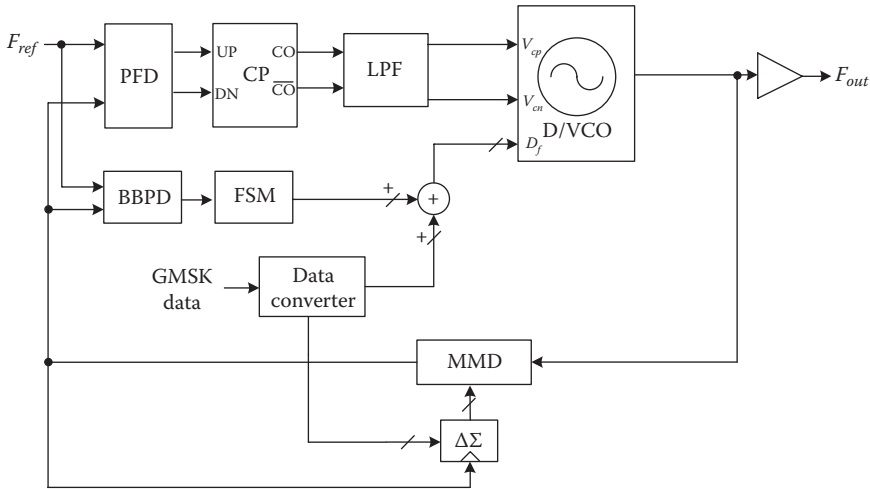 F_ref
PFD
UP
DN
CP
CO
C̅O̅
LPF
V_cp
V_cn
D_f
D/VCO
F_out
BBPD
FSM
+
+
+
GMSK
data
Data
converter
MMD
ΔΣ